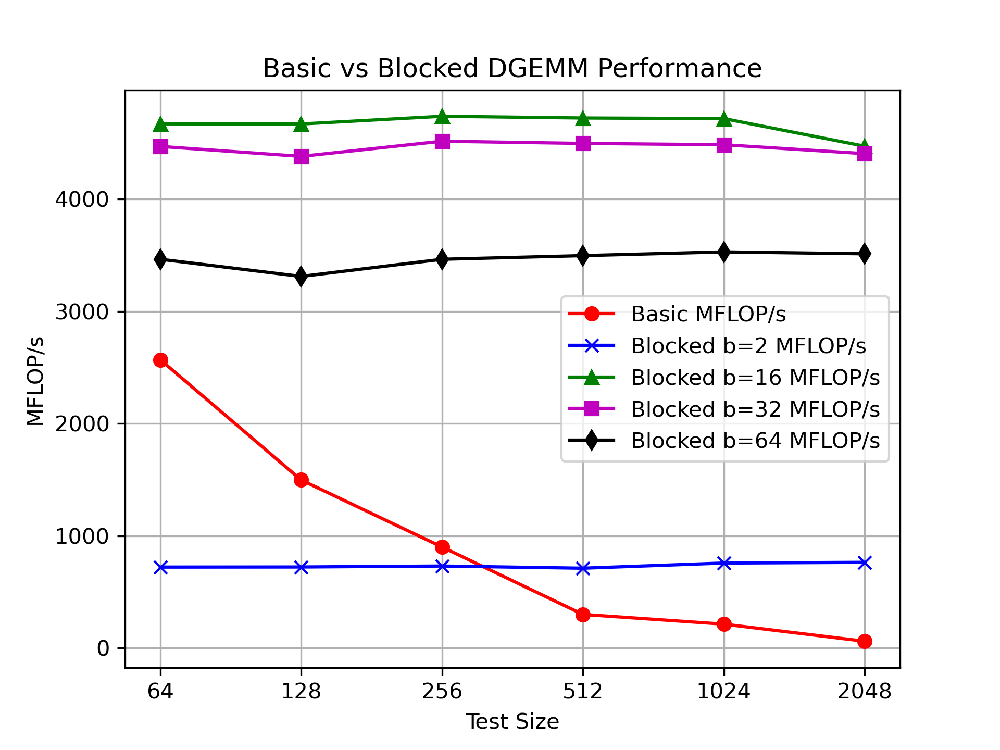 Basic vs Blocked DGEMM Performance
MFLOP/s
4000
3000
2000
1000
0
Basic MFLOP/s
Blocked b=2 MFLOP/s
Blocked b=16 MFLOP/s
Blocked b=32 MFLOP/s
Blocked b=64 MFLOP/s
64 128 256 512 1024 2048
Test Size